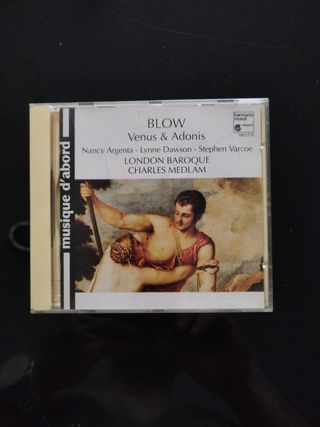 BLOW
Venus & Adonis
Nancy Argenta - Lynne Dawson - Stephen Varcoe
LONDON BAROQUE
CHARLES MEDLAM
harmonia
mundi
musique d'abord